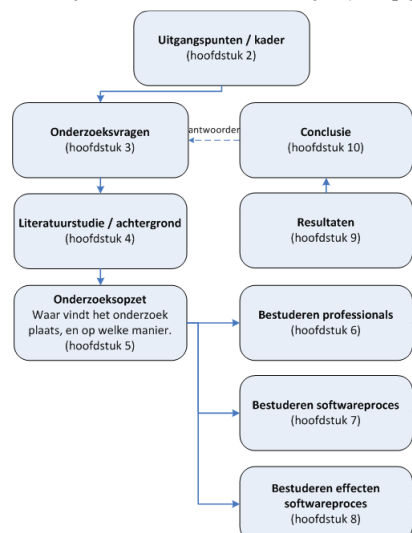 Uitgangspunten / kader
(hoofdstuk 2)
Onderzoeksvragen
(hoofdstuk 3)
antwoorden
Conclusie
(hoofdstuk 10)
Literatuurstudie / achtergrond
(hoofdstuk 4)
Resultaten
(hoofdstuk 9)
Onderzoeksopzet
Waar vindt het onderzoek
plaats, en op welke manier.
(hoofdstuk 5)
Bestuderen professionals
(hoofdstuk 6)
Bestuderen softwareproces
(hoofdstuk 7)
Bestuderen effecten
softwareproces
(hoofdstuk 8)